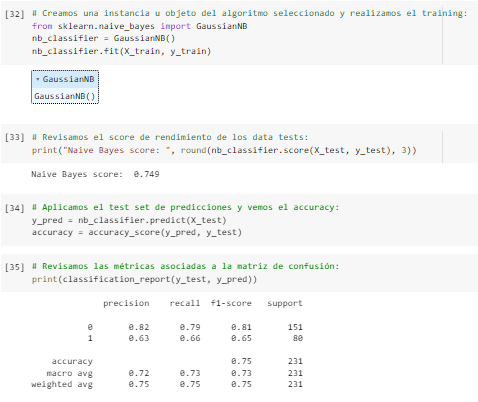 [32] # Creamos una instancia u objeto del algoritmo seleccionado y realizamos el training:
from sklearn.naive_bayes import GaussianNB
nb_classifier = GaussianNB()
nb_classifier.fit(X_train, y_train)
▾ GaussianNB
GaussianNB()
[33] # Revisamos el score de rendimiento de los data tests:
print("Naive Bayes score: ", round(nb_classifier.score(X_test, y_test), 3))
Naive Bayes score:  0.749
[34] # Aplicamos el test set de predicciones y vemos el accuracy:
y_pred = nb_classifier.predict(X_test)
accuracy = accuracy_score(y_pred, y_test)
[35] # Revisamos las métricas asociadas a la matriz de confusión:
print(classification_report(y_test, y_pred))
precision recall f1-score support
0 0.82 0.79 0.81 151
1 0.63 0.66 0.65 80
accuracy 0.75 231
macro avg 0.72 0.73 0.73 231
weighted avg 0.75 0.75 0.75 231